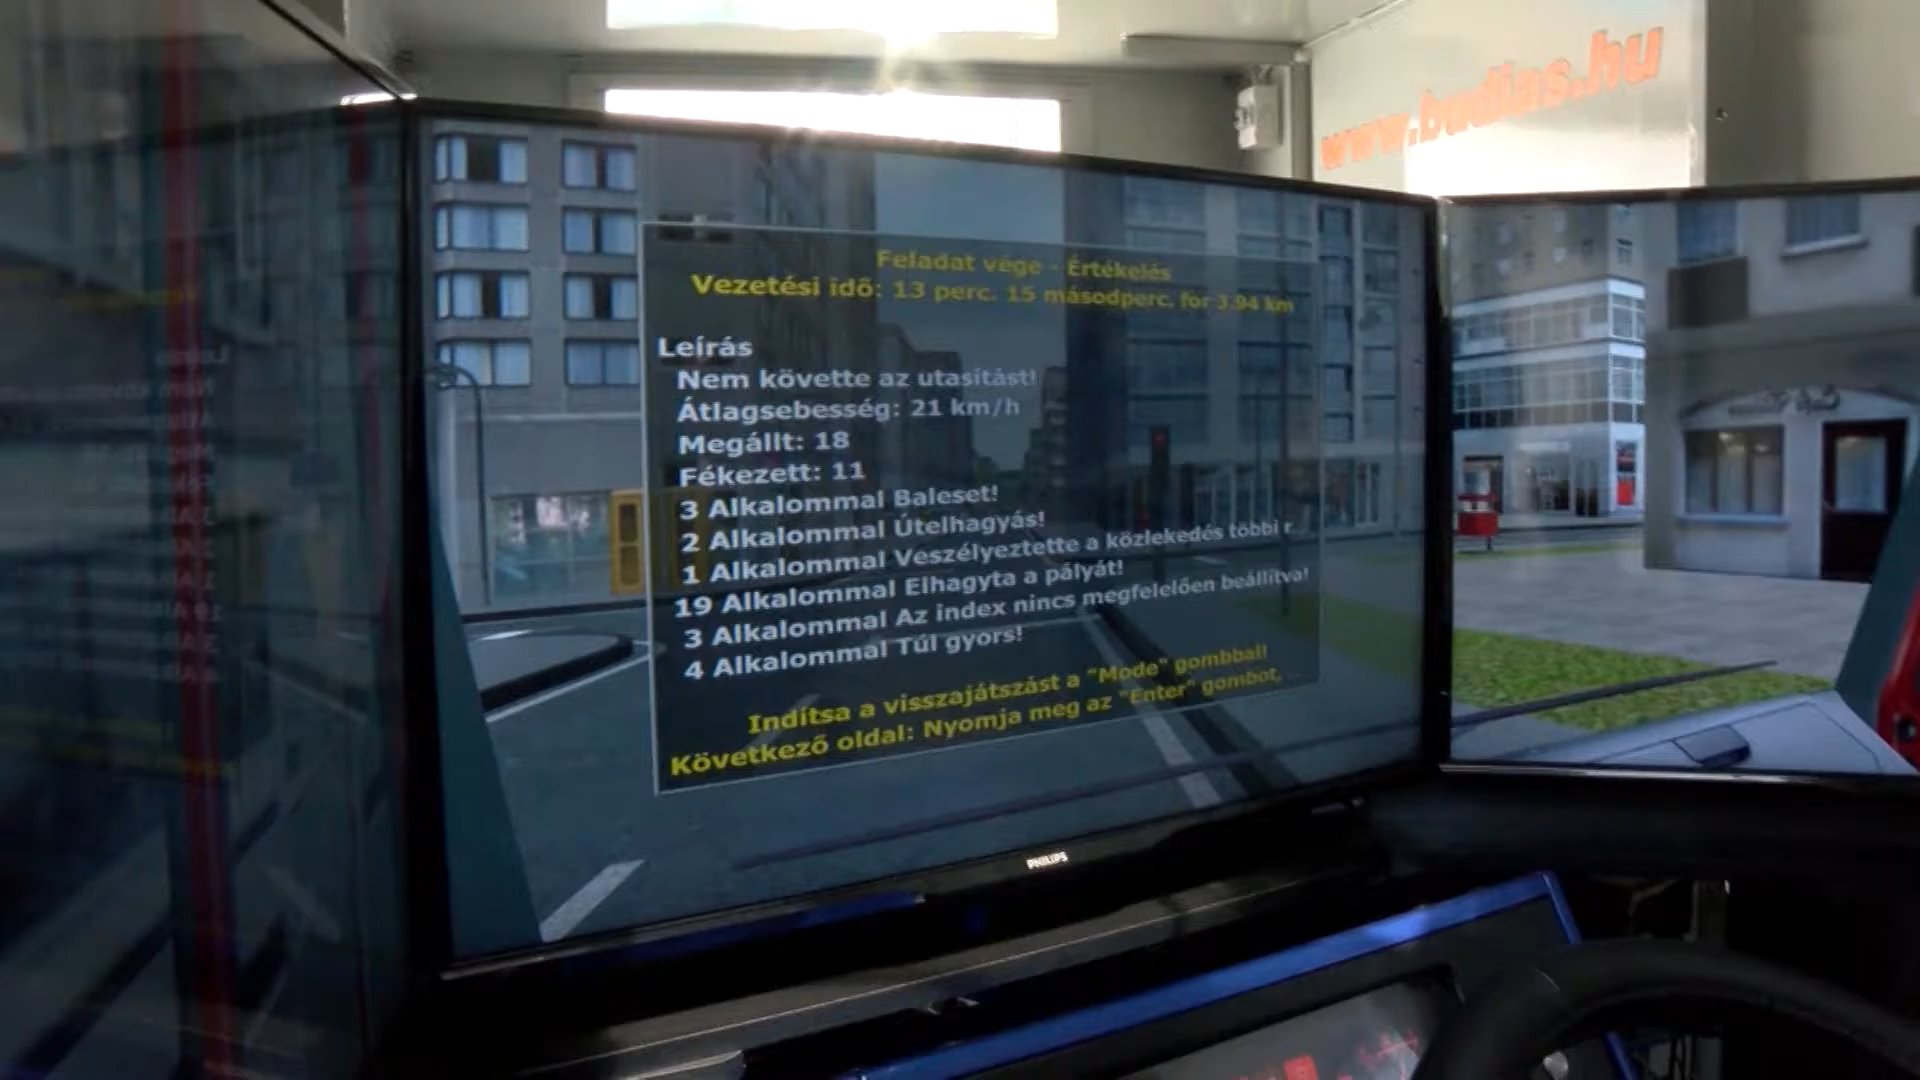 www.budias.hu
Feladat vége - Értékelés
Vezetési idő: 13 perc. 15 másodperc. for 3.94 km
Leírás
Nem követte az utasítást!
Átlagsebesség: 21 km/h
Megállt: 18
Fékezett: 11
3 Alkalommal Baleset!
2 Alkalommal Útelhagyás!
1 Alkalommal Veszélyeztette a közlekedés többi r
19 Alkalommal Elhagyta a pályát!
3 Alkalommal Az index nincs megfelelően beállítva!
4 Alkalommal Túl gyors!
Indítsa a visszajátszást a "Mode" gombbal!
Következő oldal: Nyomja meg az "Enter" gombot,
PHILIPS